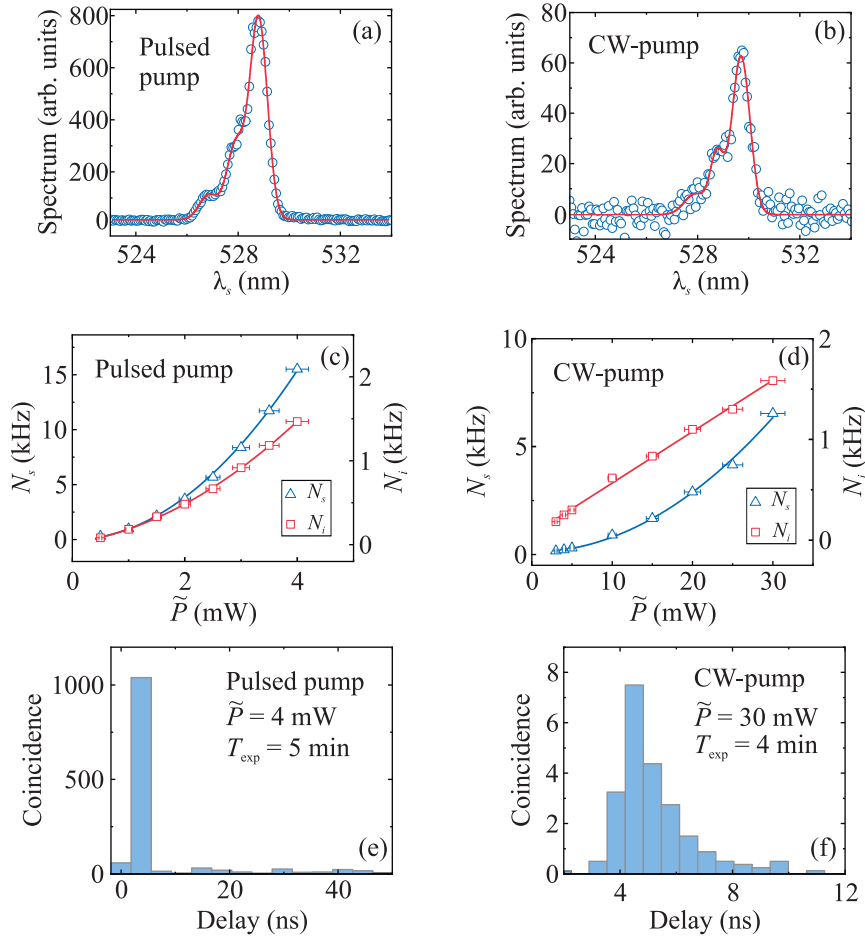 (a)
Pulsed
pump
Spectrum (arb. units)
800
600
400
200
0
524
528
532
λs (nm)
(b)
CW-pump
Spectrum (arb. units)
80
60
40
20
0
524
528
532
λs (nm)
(c)
Pulsed pump
Ns (kHz)
15
10
5
0
2
1
0
Ni (kHz)
Ns
Ni
0
2
4
P̃ (mW)
(d)
CW-pump
Ns (kHz)
10
5
0
2
1
0
Ni (kHz)
Ns
Ni
0
10
20
30
P̃ (mW)
Pulsed pump
P̃ = 4 mW
Texp = 5 min
(e)
Coincidence
1000
500
0
0
20
40
Delay (ns)
CW-pump
P̃ = 30 mW
Texp = 4 min
(f)
Coincidence
8
6
4
2
0
4
8
12
Delay (ns)